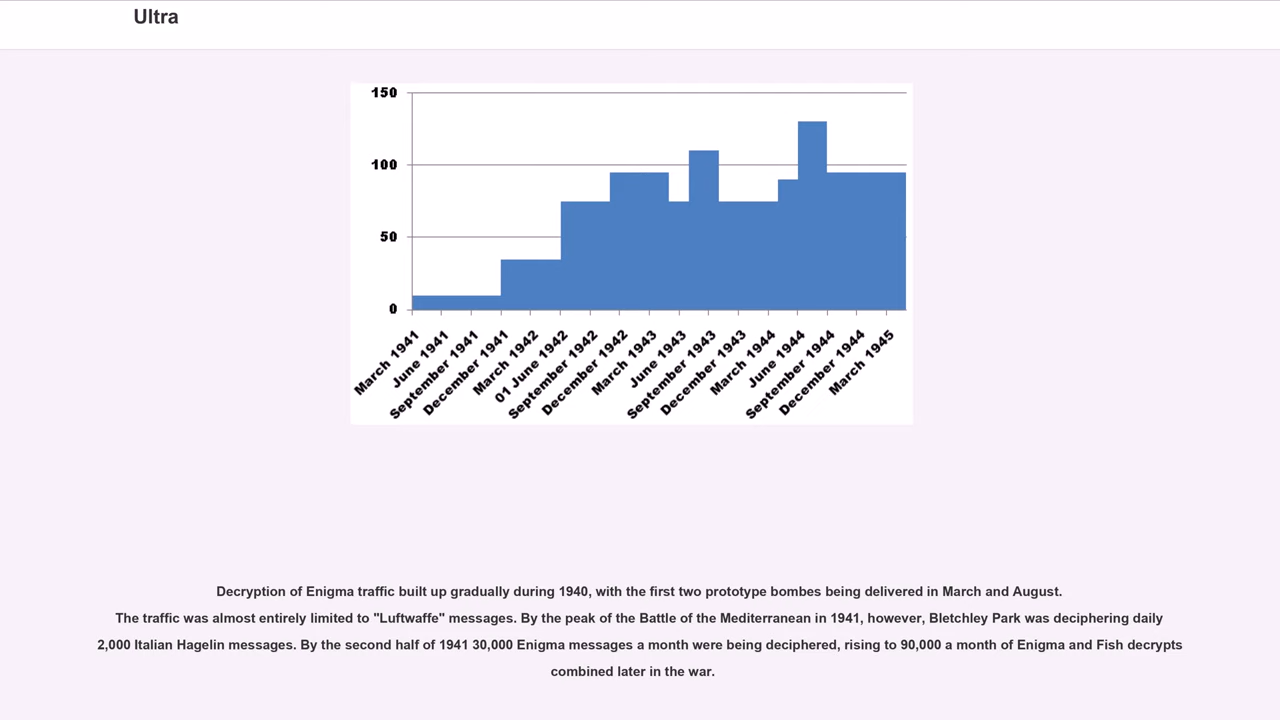 Ultra
150
100
50
0
March 1941
June 1941
September 1941
December 1941
March 1942
01 June 1942
September 1942
December 1942
March 1943
June 1943
September 1943
December 1943
March 1944
June 1944
September 1944
December 1944
March 1945
Decryption of Enigma traffic built up gradually during 1940, with the first two prototype bombes being delivered in March and August.
The traffic was almost entirely limited to "Luftwaffe" messages. By the peak of the Battle of the Mediterranean in 1941, however, Bletchley Park was deciphering daily
2,000 Italian Hagelin messages. By the second half of 1941 30,000 Enigma messages a month were being deciphered, rising to 90,000 a month of Enigma and Fish decrypts
combined later in the war.